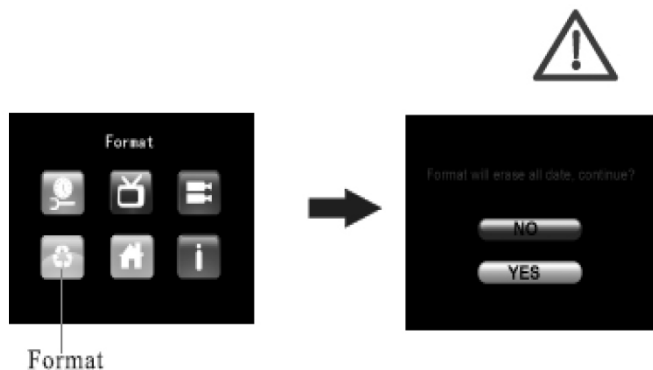 Format
Format will erase all date, continue?
NO
YES
Format